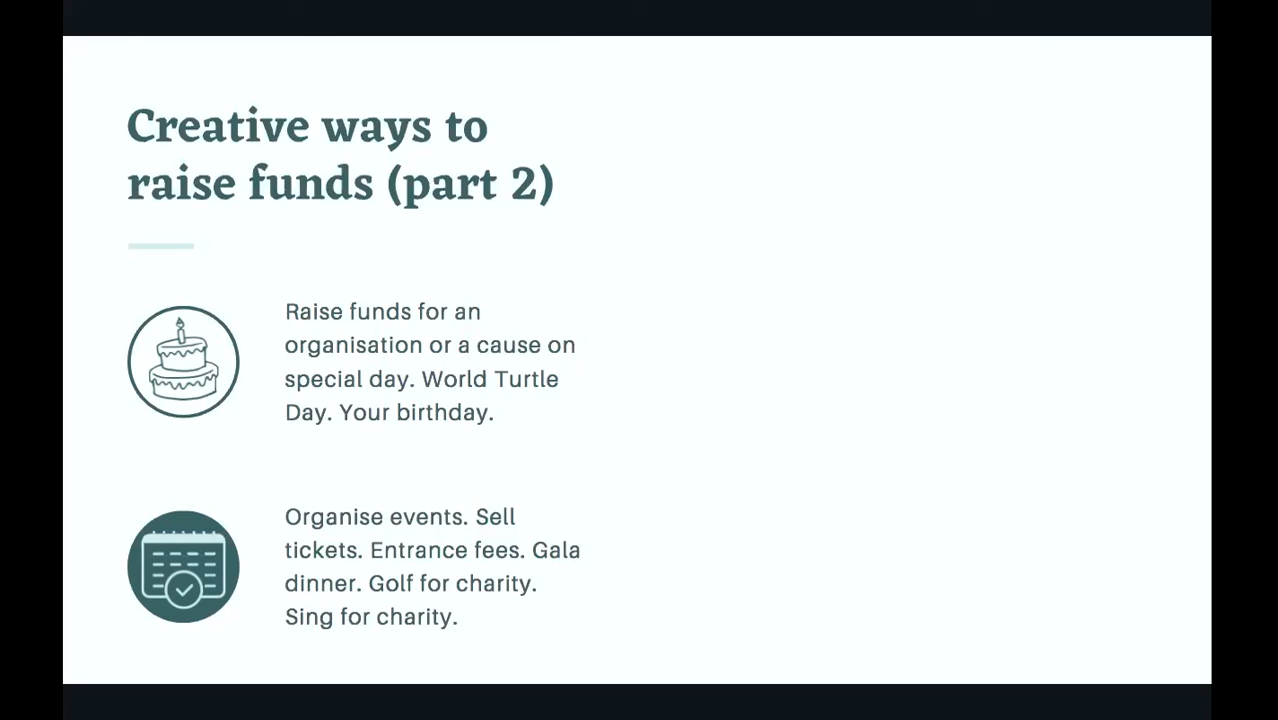 Creative ways to
raise funds (part 2)
Raise funds for an
organisation or a cause on
special day. World Turtle
Day. Your birthday.
Organise events. Sell
tickets. Entrance fees. Gala
dinner. Golf for charity.
Sing for charity.